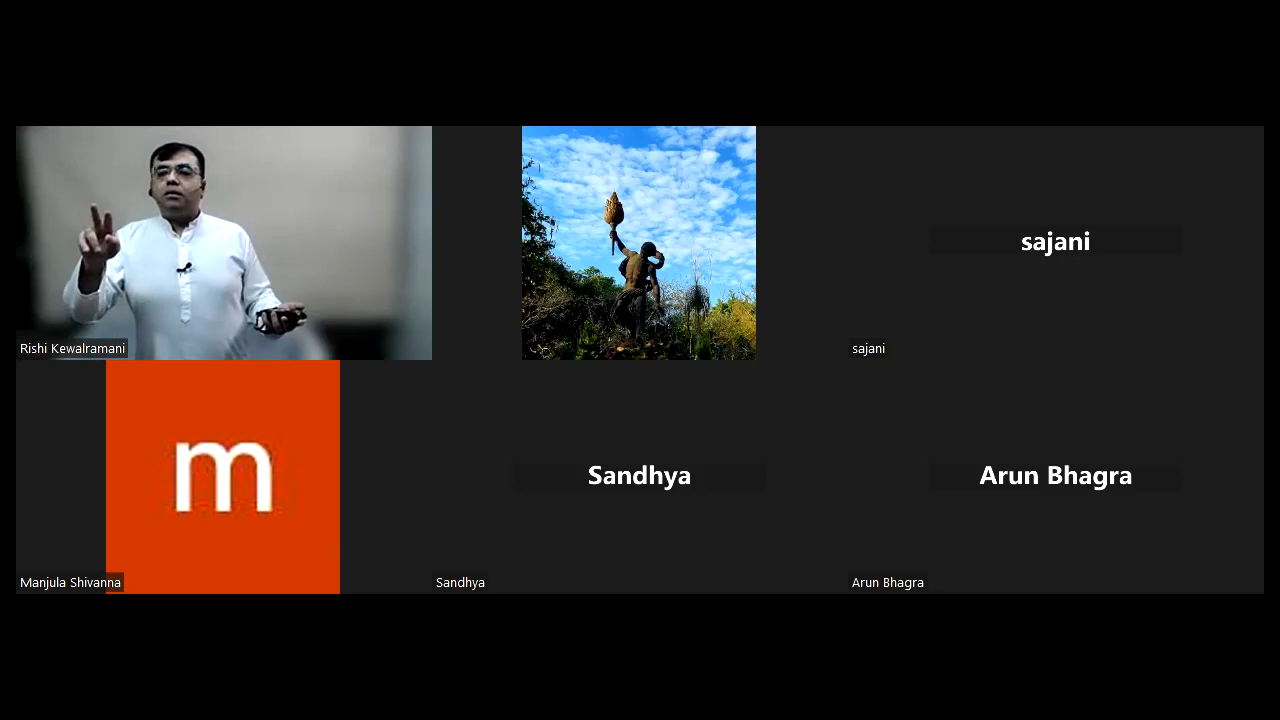 sajani
Rishi Kewalramani
sajani
m
Sandhya
Arun Bhagra
Manjula Shivanna
Sandhya
Arun Bhagra